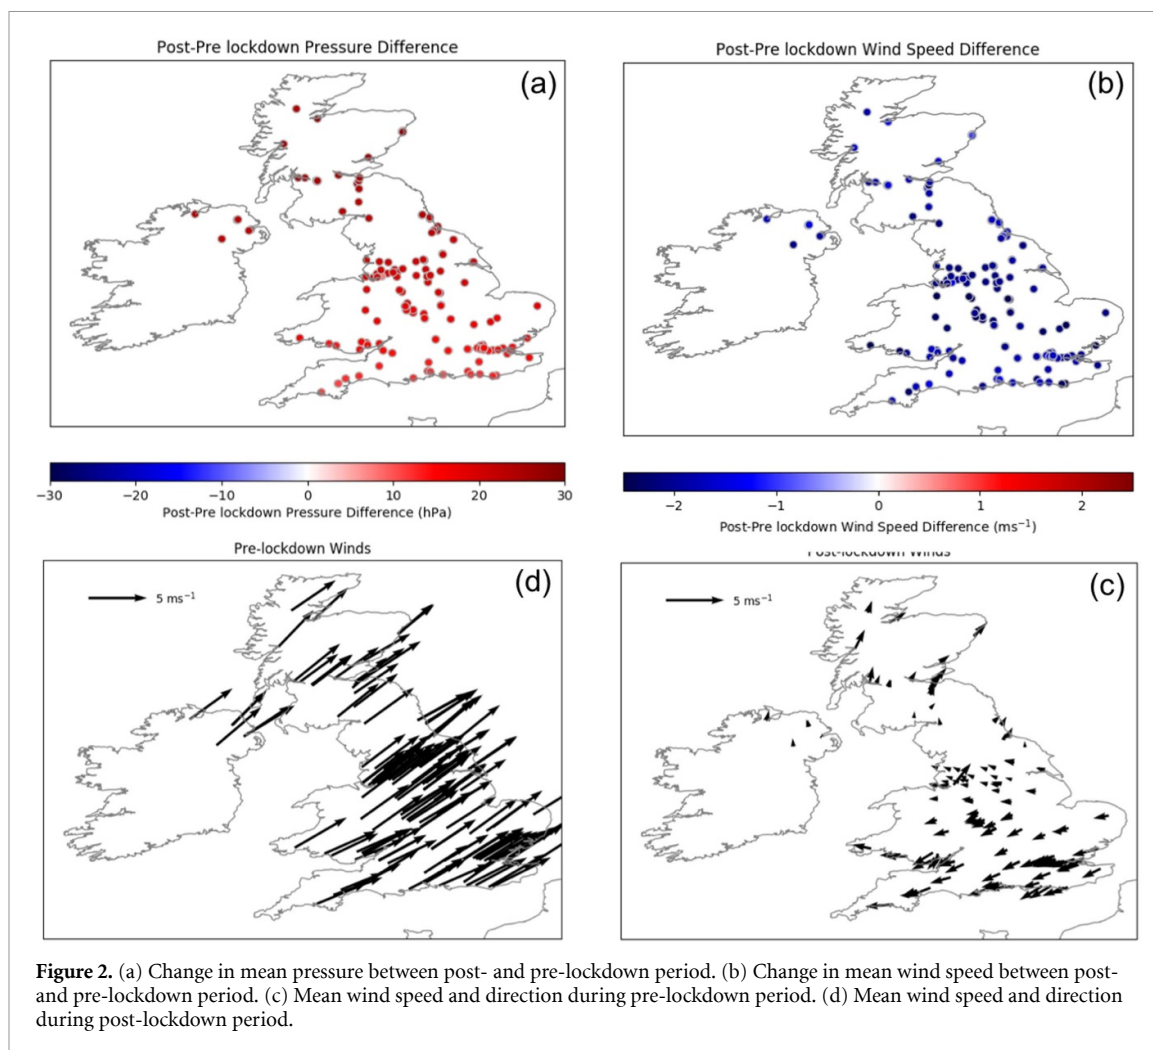 Post-Pre lockdown Pressure Difference
(a)
Post-Pre lockdown Wind Speed Difference
(b)
−30 −20 −10 0 10 20 30
Post-Pre lockdown Pressure Difference (hPa)
−2 −1 0 1 2
Post-Pre lockdown Wind Speed Difference (ms⁻¹)
Pre-lockdown Winds
(d)
5 ms⁻¹
Post-lockdown Winds
(c)
5 ms⁻¹
Figure 2. (a) Change in mean pressure between post- and pre-lockdown period. (b) Change in mean wind speed between post-
and pre-lockdown period. (c) Mean wind speed and direction during pre-lockdown period. (d) Mean wind speed and direction
during post-lockdown period.